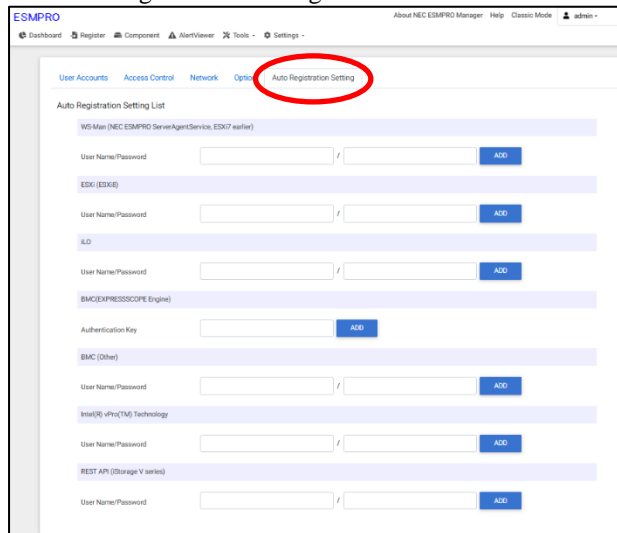 ESMPRO
About NEC ESMPRO Manager Help Classic Mode admin
Dashboard Register Component AlertViewer Tools Settings
User Accounts Access Control Network Option Auto Registration Setting
Auto Registration Setting List
WS-Man (NEC ESMPRO ServerAgentService, ESXi7 earlier)
User Name/Password / ADD
ESXi (ESXi8)
User Name/Password / ADD
iLO
User Name/Password / ADD
BMC(EXPRESSSCOPE Engine)
Authentication Key ADD
BMC (Other)
User Name/Password / ADD
Intel(R) vPro(TM) Technology
User Name/Password / ADD
REST API (iStorage V series)
User Name/Password / ADD